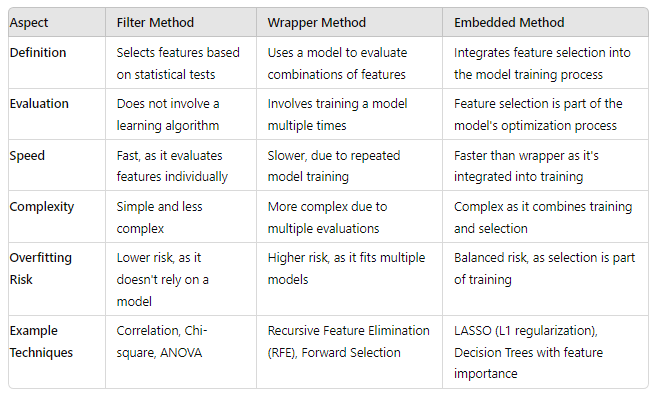 Aspect Filter Method Wrapper Method Embedded Method
Definition Selects features based Uses a model to evaluate Integrates feature selection into
on statistical tests combinations of features the model training process
Evaluation Does not involve a Involves training a model Feature selection is part of the
learning algorithm multiple times model's optimization process
Speed Fast, as it evaluates Slower, due to repeated Faster than wrapper as it's
features individually model training integrated into training
Complexity Simple and less More complex due to Complex as it combines training
complex multiple evaluations and selection
Overfitting Lower risk, as it Higher risk, as it fits multiple Balanced risk, as selection is part
Risk doesn't rely on a models of training
model
Example Correlation, Chi- Recursive Feature Elimination LASSO (L1 regularization),
Techniques square, ANOVA (RFE), Forward Selection Decision Trees with feature
importance